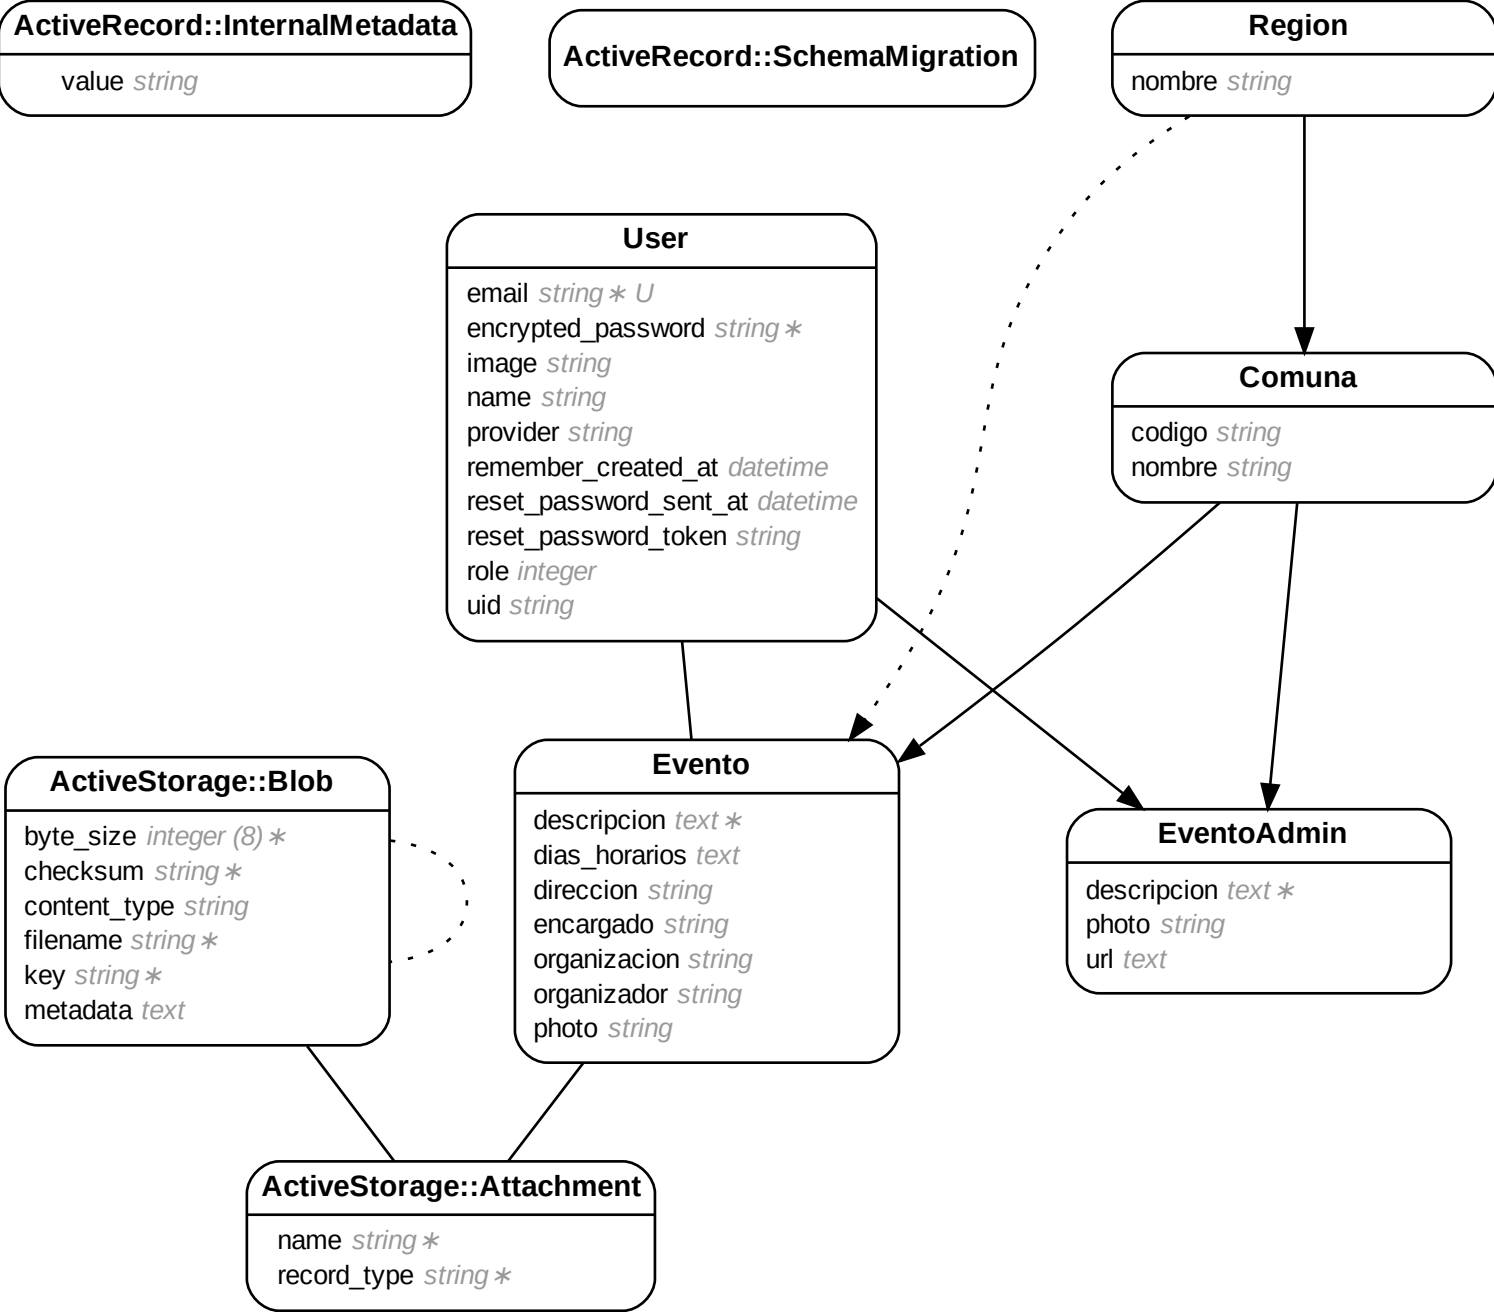 ActiveRecord::InternalMetadata
value string
ActiveRecord::SchemaMigration
Region
nombre string
User
email string ∗ U
encrypted_password string ∗
image string
name string
provider string
remember_created_at datetime
reset_password_sent_at datetime
reset_password_token string
role integer
uid string
Comuna
codigo string
nombre string
ActiveStorage::Blob
byte_size integer (8) ∗
checksum string ∗
content_type string
filename string ∗
key string ∗
metadata text
Evento
descripcion text ∗
dias_horarios text
direccion string
encargado string
organizacion string
organizador string
photo string
EventoAdmin
descripcion text ∗
photo string
url text
ActiveStorage::Attachment
name string ∗
record_type string ∗